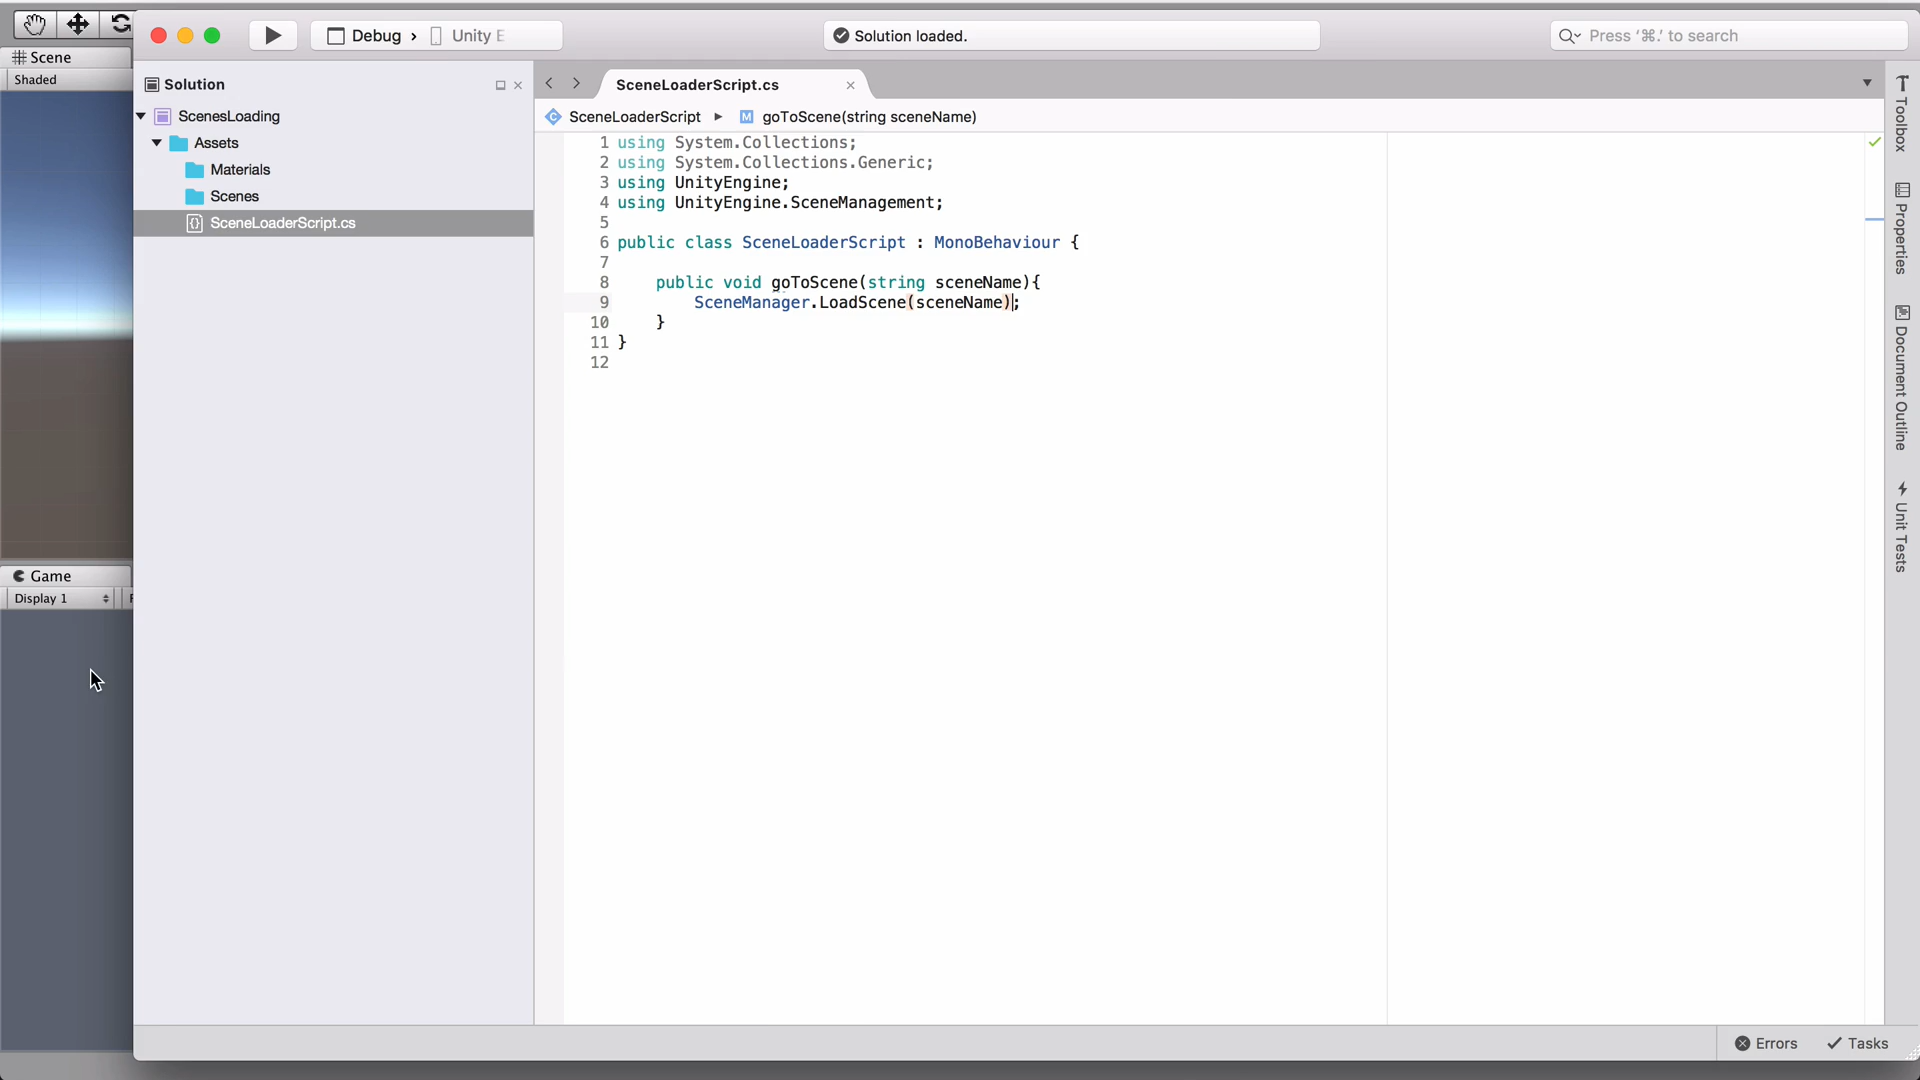 Debug › Unity E
Solution loaded.
Press ‘⌘.’ to search
Scene
Shaded
Solution
ScenesLoading
Assets
Materials
Scenes
SceneLoaderScript.cs
SceneLoaderScript.cs
SceneLoaderScript ▸ goToScene(string sceneName)
1 using System.Collections;
2 using System.Collections.Generic;
3 using UnityEngine;
4 using UnityEngine.SceneManagement;
5
6 public class SceneLoaderScript : MonoBehaviour {
7
8 public void goToScene(string sceneName){
9 SceneManager.LoadScene(sceneName);
10 }
11 }
12
Toolbox
Properties
Document Outline
Unit Tests
Game
Display 1
Errors
Tasks